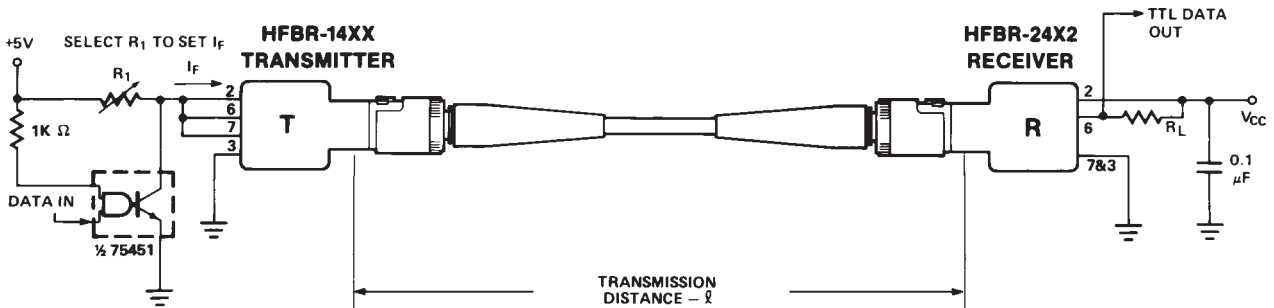 +5V
SELECT R1 TO SET IF
R1
IF
1K Ω
DATA IN
½ 75451
HFBR-14XX
TRANSMITTER
2
6
7
3
T
TRANSMISSION
DISTANCE – ℓ
HFBR-24X2
RECEIVER
R
2
6
7&3
TTL DATA
OUT
RL
VCC
0.1
μF